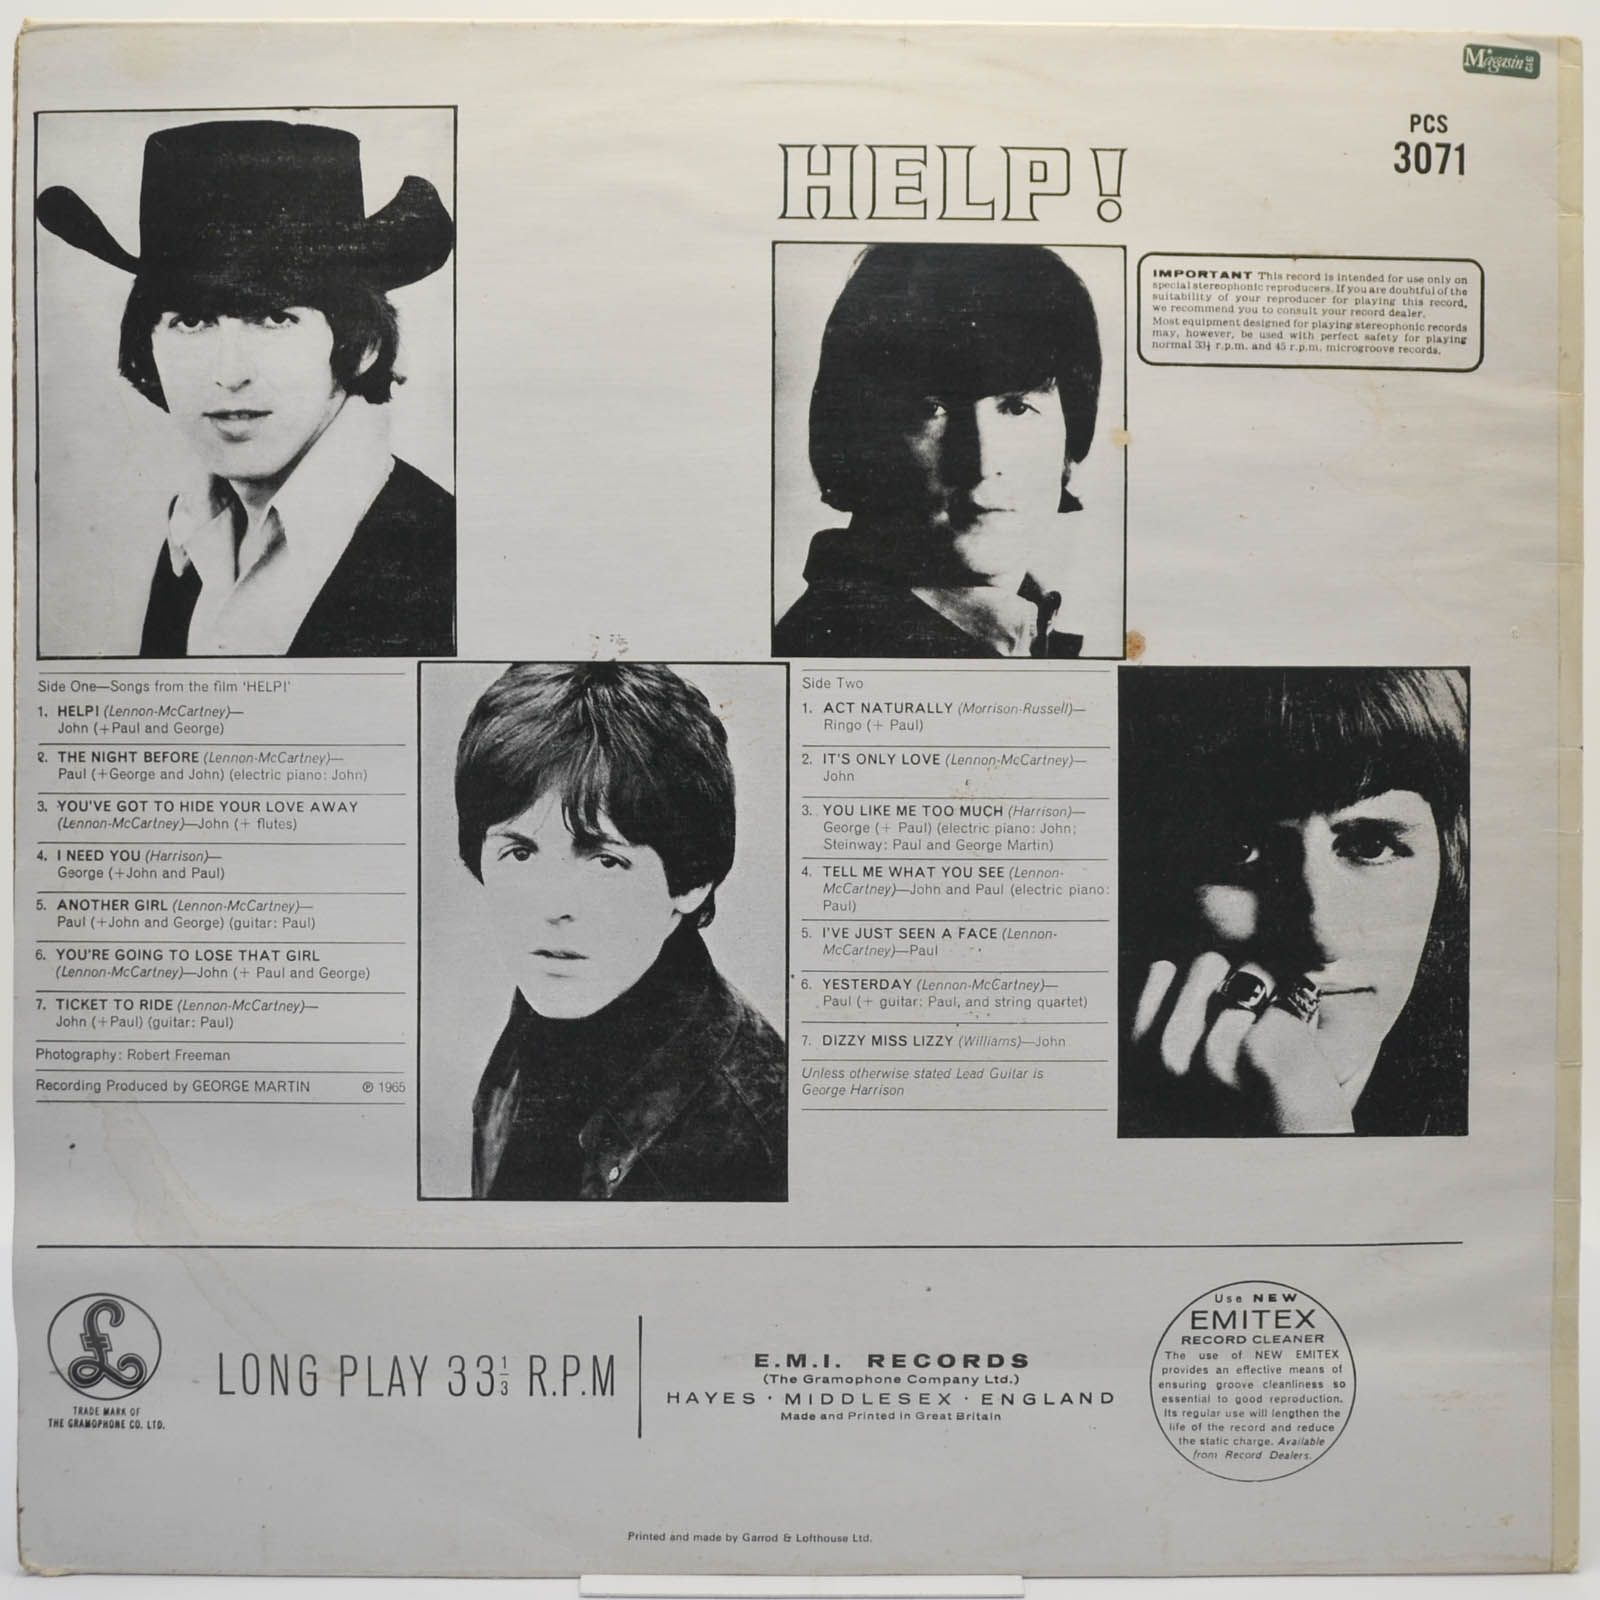 Magasin
PCS
3071
HELP!
IMPORTANT This record is intended for use only on
special stereophonic reproducers. If you are doubtful of the
suitability of your reproducer for playing this record,
we recommend you to consult your record dealer.
Most equipment designed for playing stereophonic records
may, however, be used with perfect safety for playing
normal 33⅓ r.p.m. and 45 r.p.m. microgroove records.
Side One—Songs from the film 'HELP!'
1. HELP! (Lennon-McCartney)—
John (+Paul and George)
2. THE NIGHT BEFORE (Lennon-McCartney)—
Paul (+George and John) (electric piano: John)
3. YOU'VE GOT TO HIDE YOUR LOVE AWAY
(Lennon-McCartney)—John (+ flutes)
4. I NEED YOU (Harrison)—
George (+John and Paul)
5. ANOTHER GIRL (Lennon-McCartney)—
Paul (+John and George) (guitar: Paul)
6. YOU'RE GOING TO LOSE THAT GIRL
(Lennon-McCartney)—John (+ Paul and George)
7. TICKET TO RIDE (Lennon-McCartney)—
John (+Paul) (guitar: Paul)
Photography: Robert Freeman
Recording Produced by GEORGE MARTIN ℗ 1965
Side Two
1. ACT NATURALLY (Morrison-Russell)—
Ringo (+ Paul)
2. IT'S ONLY LOVE (Lennon-McCartney)—
John
3. YOU LIKE ME TOO MUCH (Harrison)—
George (+ Paul) (electric piano: John;
Steinway: Paul and George Martin)
4. TELL ME WHAT YOU SEE (Lennon-
McCartney)—John and Paul (electric piano:
Paul)
5. I'VE JUST SEEN A FACE (Lennon-
McCartney)—Paul
6. YESTERDAY (Lennon-McCartney)—
Paul (+ guitar: Paul, and string quartet)
7. DIZZY MISS LIZZY (Williams)—John
Unless otherwise stated Lead Guitar is
George Harrison
£
TRADE MARK OF
THE GRAMOPHONE CO. LTD.
LONG PLAY 33⅓ R.P.M
E.M.I. RECORDS
(The Gramophone Company Ltd.)
HAYES · MIDDLESEX · ENGLAND
Made and Printed in Great Britain
Use NEW
EMITEX
RECORD CLEANER
The use of NEW EMITEX
provides an effective means of
ensuring groove cleanliness so
essential to good reproduction.
Its regular use will lengthen the
life of the record and reduce
the static charge. Available
from Record Dealers.
Printed and made by Garrod & Lofthouse Ltd.